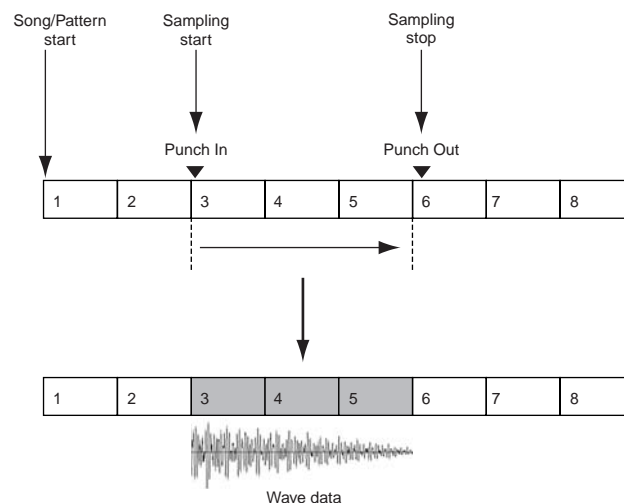 Song/Pattern
start
Sampling
start
Sampling
stop
Punch In
Punch Out
1 2 3 4 5 6 7 8
1 2 3 4 5 6 7 8
Wave data